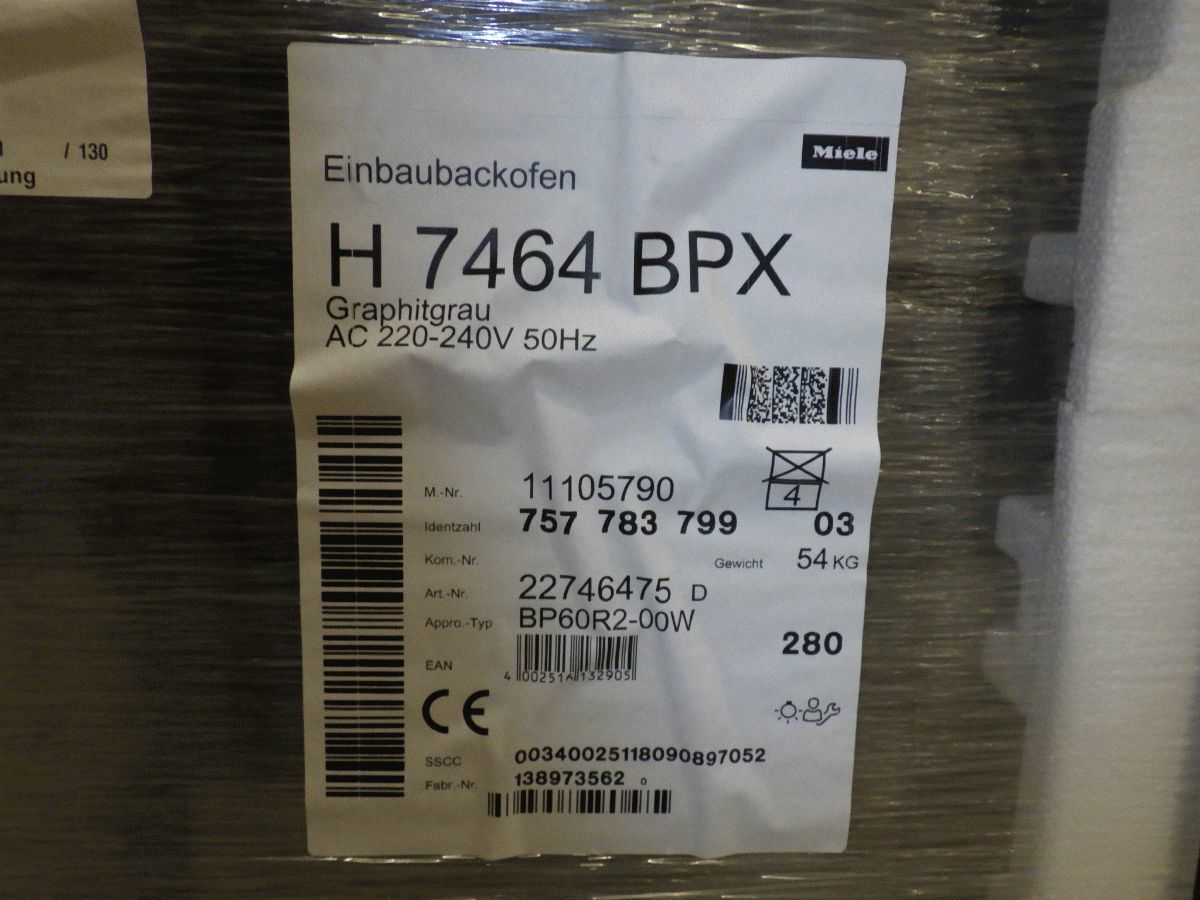 / 130
ung
Miele
Einbaubackofen
H 7464 BPX
Graphitgrau
AC 220-240V 50Hz
4
M.-Nr. 11105790
Identzahl 757 783 799 03
Kom.-Nr. Gewicht 54 KG
Art.-Nr. 22746475 D
Appro.-Typ BP60R2-00W
280
EAN
4 002514 132905
CE
SSCC 00340025118090897052
Fabr.-Nr. 138973562 0